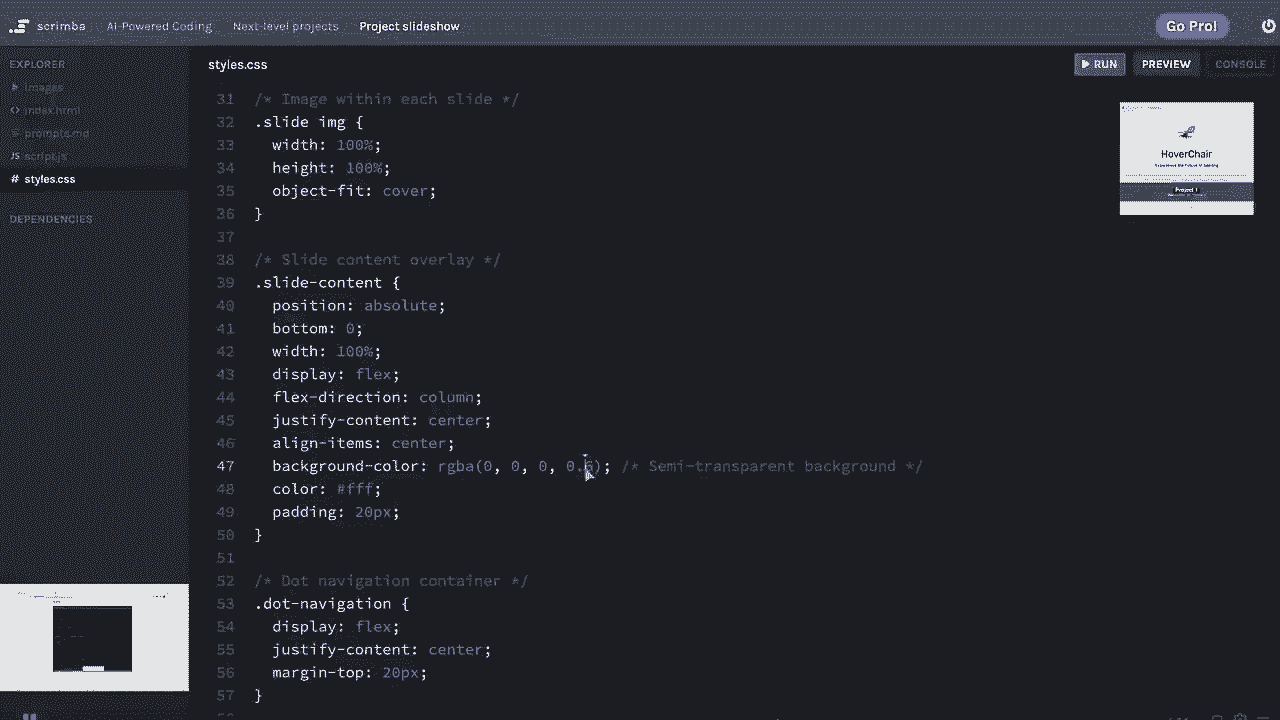 scrimba AI-Powered Coding Next-level projects Project slideshow Go Pro!
EXPLORER
images
index.html
prompts.md
JS script.js
# styles.css
DEPENDENCIES
styles.css
RUN PREVIEW CONSOLE
31 /* Image within each slide */
32 .slide img {
33 width: 100%;
34 height: 100%;
35 object-fit: cover;
36 }
37
38 /* Slide content overlay */
39 .slide-content {
40 position: absolute;
41 bottom: 0;
42 width: 100%;
43 display: flex;
44 flex-direction: column;
45 justify-content: center;
46 align-items: center;
47 background-color: rgba(0, 0, 0, 0. ); /* Semi-transparent background */
48 color: #fff;
49 padding: 20px;
50 }
51
52 /* Dot navigation container */
53 .dot-navigation {
54 display: flex;
55 justify-content: center;
56 margin-top: 20px;
57 }
HoverChair
Project 1